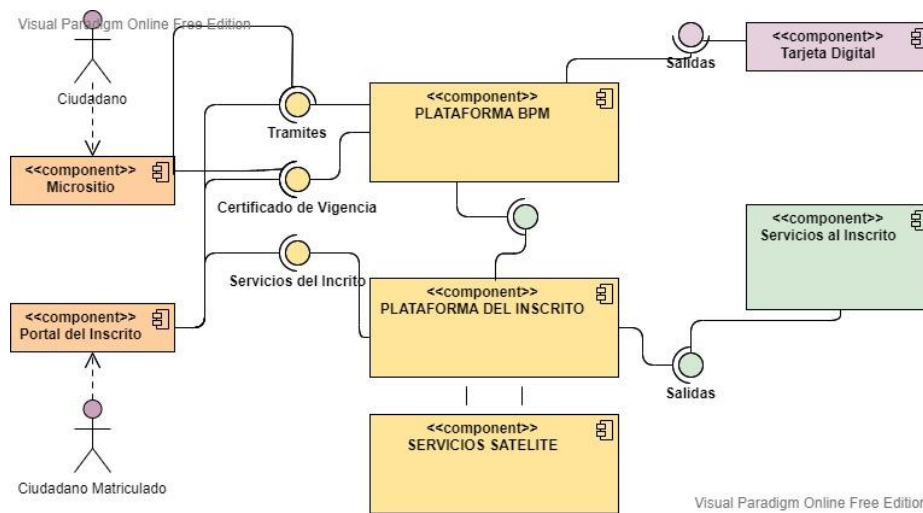 Visual Paradigm Online Free Edition
Ciudadano
<<component>>
Micrositio
<<component>>
Portal del Inscrito
Ciudadano Matriculado
Tramites
Certificado de Vigencia
Servicios del Incrito
<<component>>
PLATAFORMA BPM
<<component>>
PLATAFORMA DEL INSCRITO
<<component>>
SERVICIOS SATELITE
Salidas
<<component>>
Tarjeta Digital
<<component>>
Servicios al Inscrito
Salidas
Visual Paradigm Online Free Edition